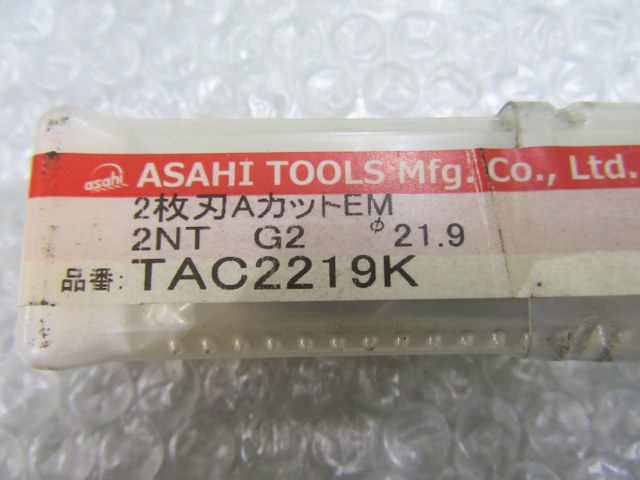 asahi ASAHI TOOLS Mfg. Co., Ltd.
2枚刃AカットEM
2NT G2 φ21.9
品番: TAC2219K